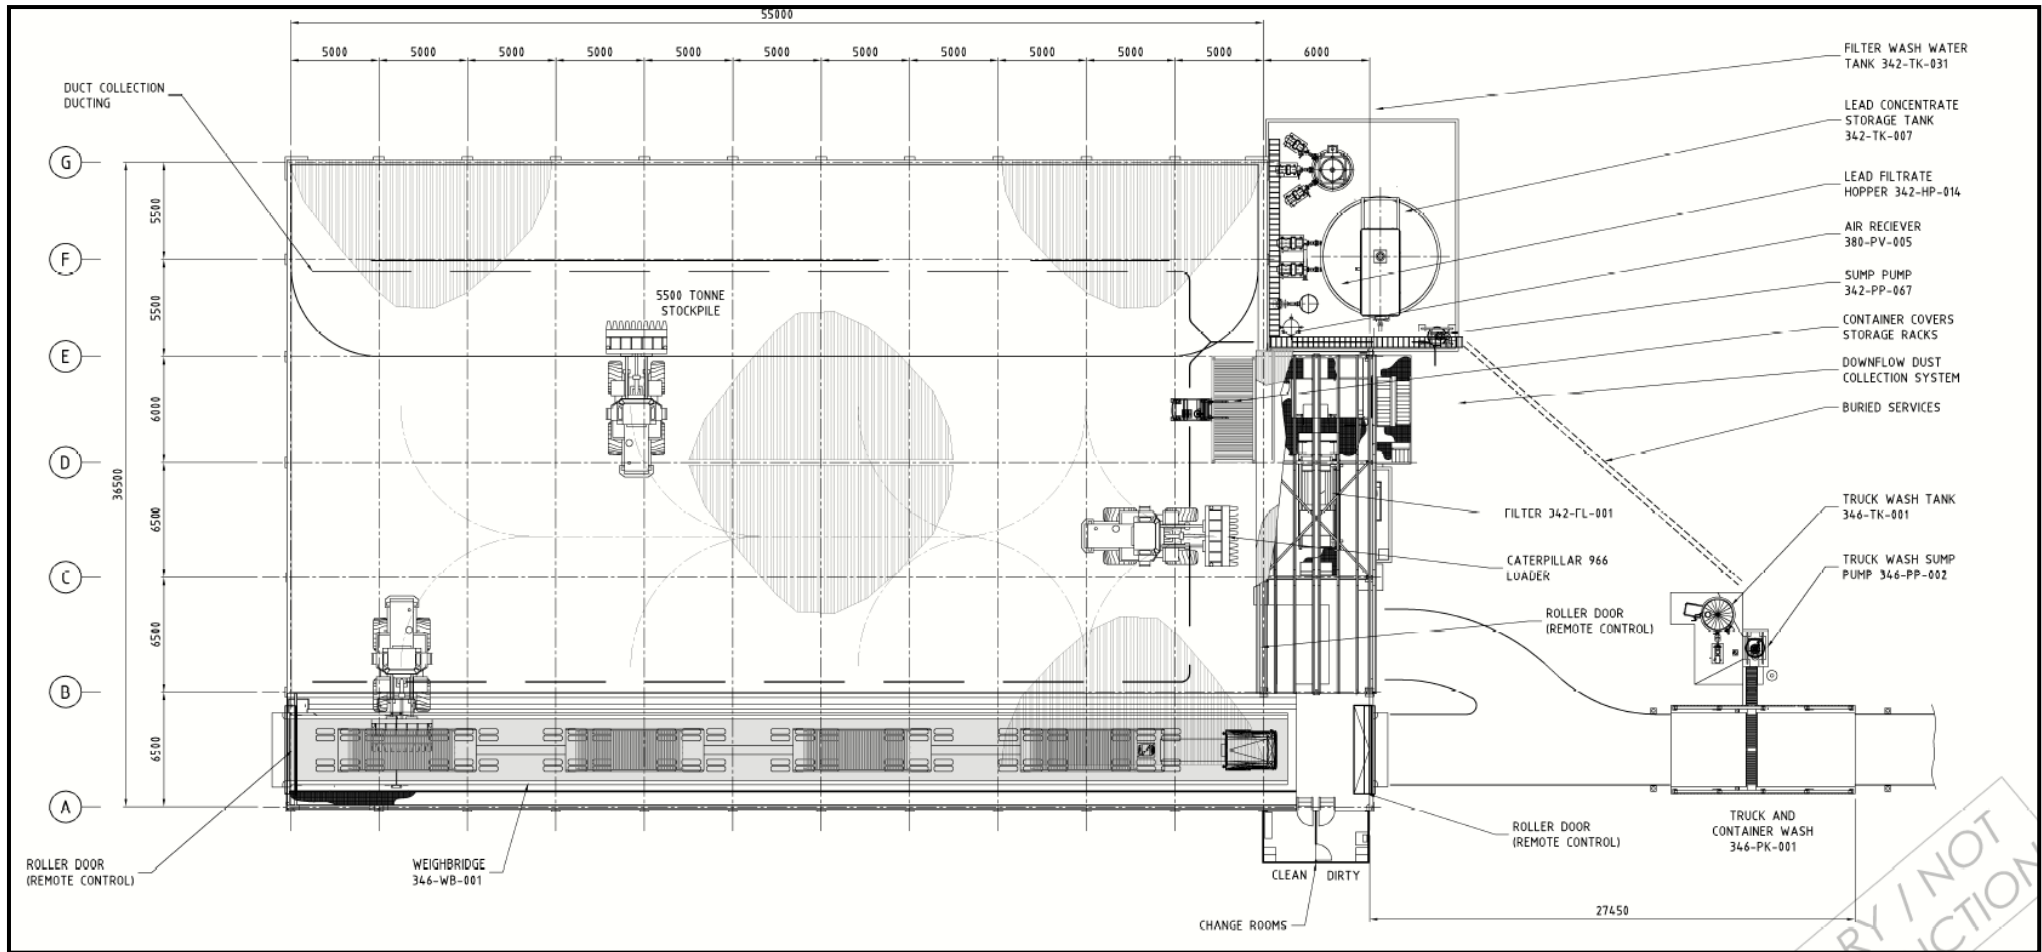 55000
5000 5000 5000 5000 5000 5000 5000 5000 5000 5000 5000 6000
DUCT COLLECTION
DUCTING
G
F
E
D
C
B
A
36500
5500
5500
6000
6500
6500
6500
5500 TONNE
STOCKPILE
FILTER WASH WATER
TANK 342-TK-031
LEAD CONCENTRATE
STORAGE TANK
342-TK-007
LEAD FILTRATE
HOPPER 342-HP-014
AIR RECIEVER
380-PV-005
SUMP PUMP
342-PP-067
CONTAINER COVERS
STORAGE RACKS
DOWNFLOW DUST
COLLECTION SYSTEM
BURIED SERVICES
TRUCK WASH TANK
346-TK-001
TRUCK WASH SUMP
PUMP 346-PP-002
FILTER 342-FL-001
CATERPILLAR 966
LOADER
ROLLER DOOR
(REMOTE CONTROL)
ROLLER DOOR
(REMOTE CONTROL)
TRUCK AND
CONTAINER WASH
346-PK-001
ROLLER DOOR
(REMOTE CONTROL)
WEIGHBRIDGE
346-WB-001
CLEAN DIRTY
CHANGE ROOMS
27450
RY / NOT
CTION